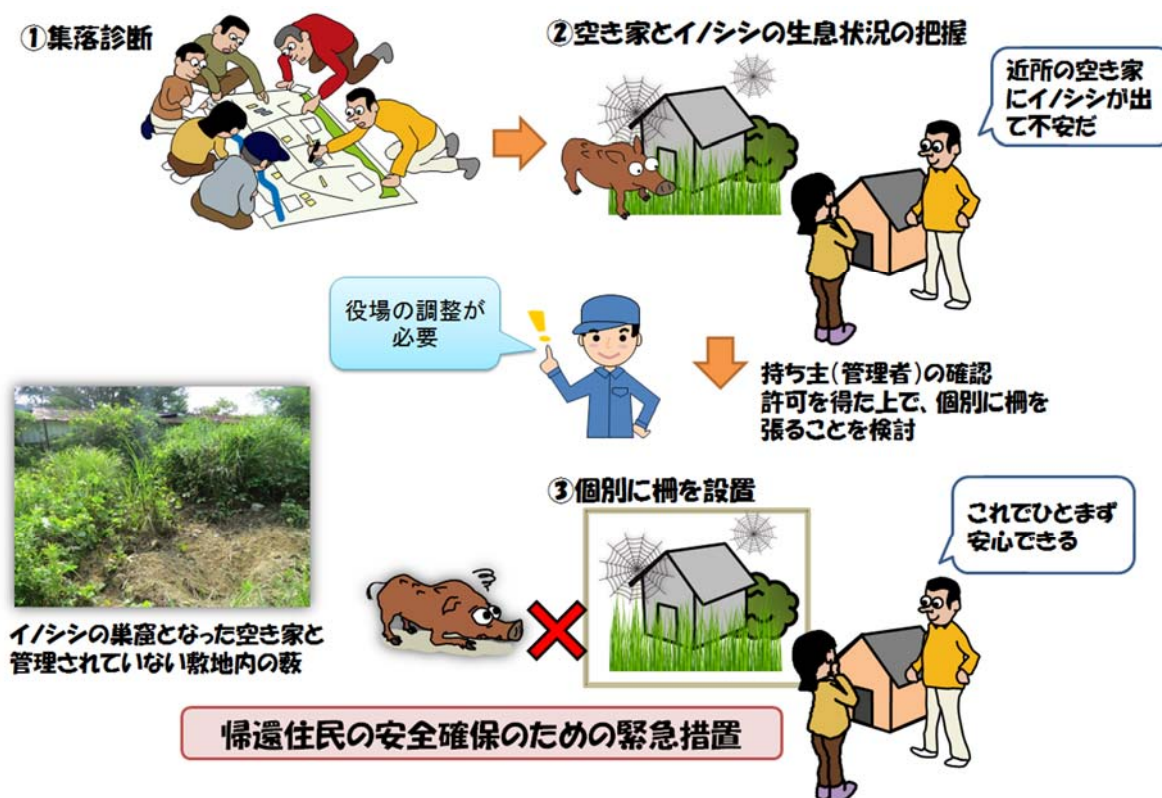 ①集落診断
②空き家とイノシシの生息状況の把握
近所の空き家
にイノシシが出
て不安だ
役場の調整が
必要
持ち主(管理者)の確認
許可を得た上で、個別に柵を
張ることを検討
イノシシの巣窟となった空き家と
管理されていない敷地内の藪
③個別に柵を設置
これでひとまず
安心できる
帰還住民の安全確保のための緊急措置